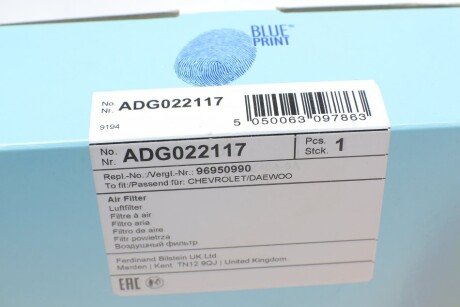 BLUE
PRINT
No.
Nr. ADG022117
9194
5 050063 097863
No.
Nr. ADG022117
Pcs.
Stck. 1
Repl.-No./Vergl.-Nr.: 96950990
To fit:/Passend für: CHEVROLET/DAEWOO
Air Filter
Luftfilter
Filtre à air
Filtro aria
Filtro de aire
Filtr powietrza
Воздушный фильтр
Ferdinand Bilstein UK Ltd.
Marden | Kent TN12 9QJ | United Kingdom
EAC